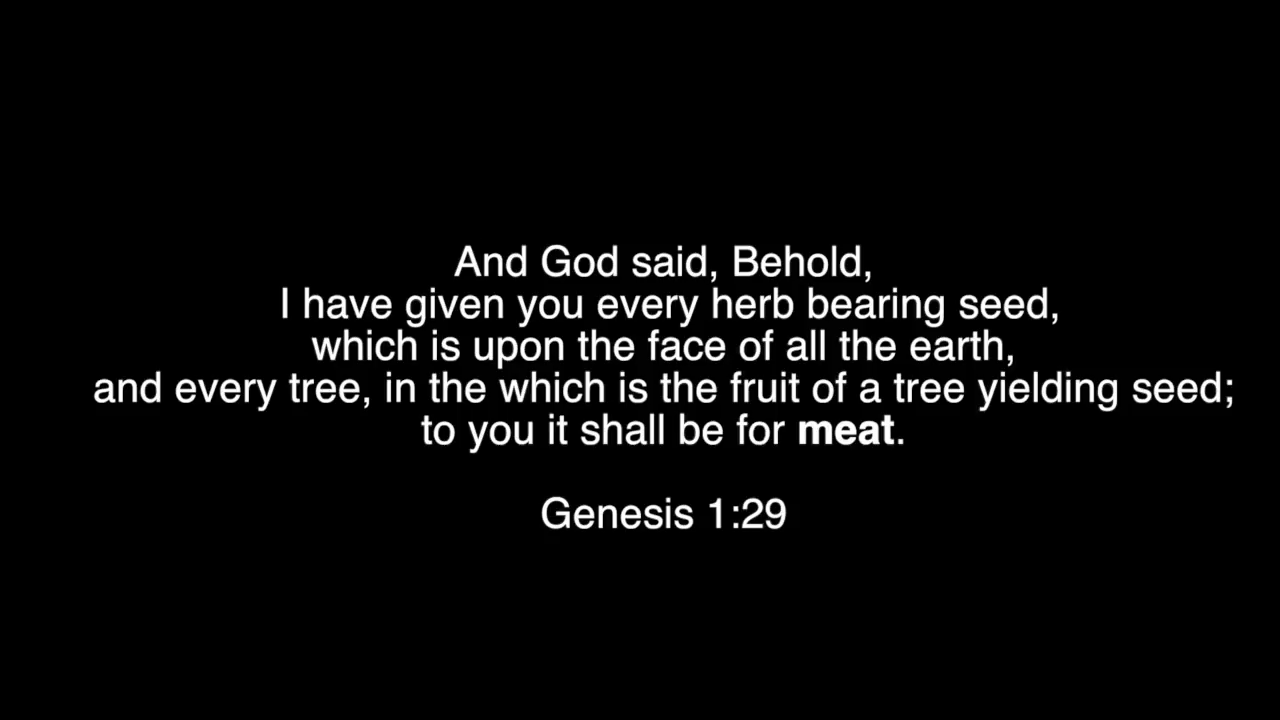 And God said, Behold,
I have given you every herb bearing seed,
which is upon the face of all the earth,
and every tree, in the which is the fruit of a tree yielding seed;
to you it shall be for meat.
Genesis 1:29